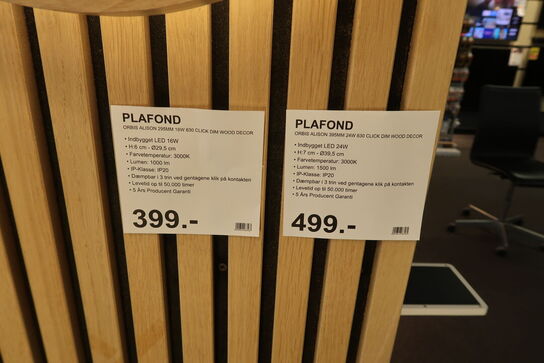 PLAFOND
ORBIS ALISON 295MM 16W 830 CLICK DIM WOOD DECOR
• Indbygget LED 16W
• H:6 cm - Ø29,5 cm
• Farvetemperatur: 3000K
• Lumen: 1000 lm
• IP-Klasse: IP20
• Dæmpbar i 3 trin ved gentagene klik på kontakten
• Levetid op til 50.000 timer
• 5 Års Producent Garanti
399.-
PLAFOND
ORBIS ALISON 395MM 24W 830 CLICK DIM WOOD DECOR
• Indbygget LED 24W
• H:7 cm - Ø39,5 cm
• Farvetemperatur: 3000K
• Lumen: 1500 lm
• IP-Klasse: IP20
• Dæmpbar i 3 trin ved gentagene klik på kontakten
• Levetid op til 50.000 timer
• 5 Års Producent Garanti
499.-